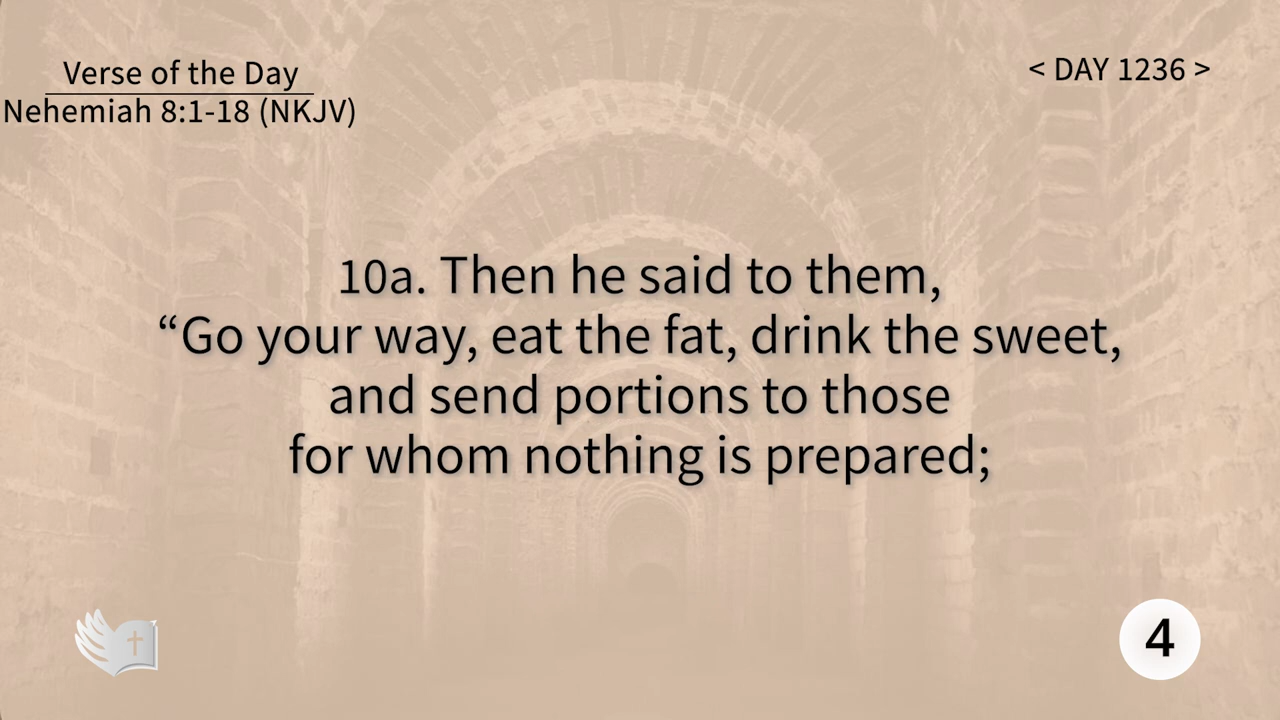 Verse of the Day
Nehemiah 8:1-18 (NKJV)
< DAY 1236 >
10a. Then he said to them,
“Go your way, eat the fat, drink the sweet,
and send portions to those
for whom nothing is prepared;
4